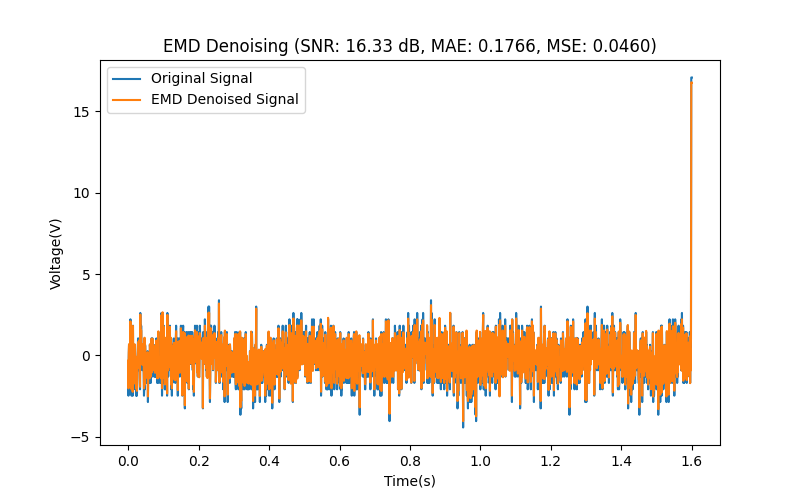 EMD Denoising (SNR: 16.33 dB, MAE: 0.1766, MSE: 0.0460)
Original Signal
EMD Denoised Signal
Voltage(V)
15
10
5
0
−5
0.0 0.2 0.4 0.6 0.8 1.0 1.2 1.4 1.6
Time(s)